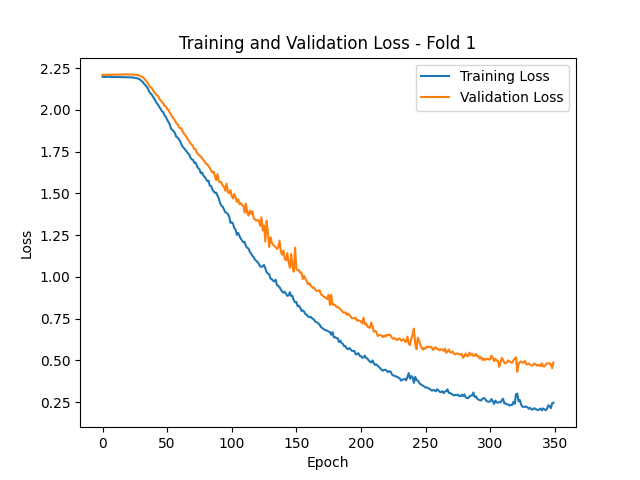 Training and Validation Loss - Fold 1
Training Loss
Validation Loss
2.25
2.00
1.75
1.50
1.25
1.00
0.75
0.50
0.25
Loss
0 50 100 150 200 250 300 350
Epoch